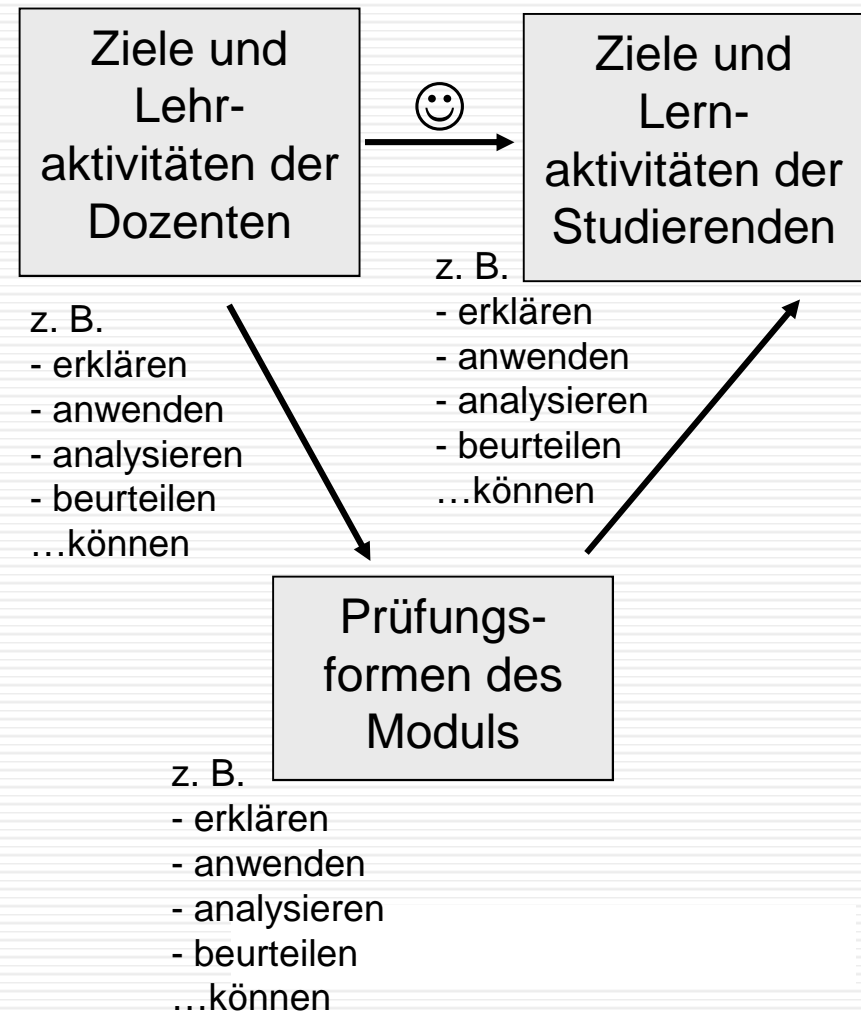 Ziele und
Lehr-
aktivitäten der
Dozenten
Ziele und
Lern-
aktivitäten der
Studierenden
z. B.
- erklären
- anwenden
- analysieren
- beurteilen
…können
z. B.
- erklären
- anwenden
- analysieren
- beurteilen
…können
Prüfungs-
formen des
Moduls
z. B.
- erklären
- anwenden
- analysieren
- beurteilen
…können